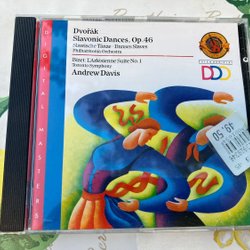 Dvořák
Slavonic Dances, Op.46
Slawische Tänze · Danses Slaves
Philharmonia Orchestra
Bizet: L'Arlésienne Suite No. 1
Toronto Symphony
Andrew Davis
DDD
DIGITAL MASTERS